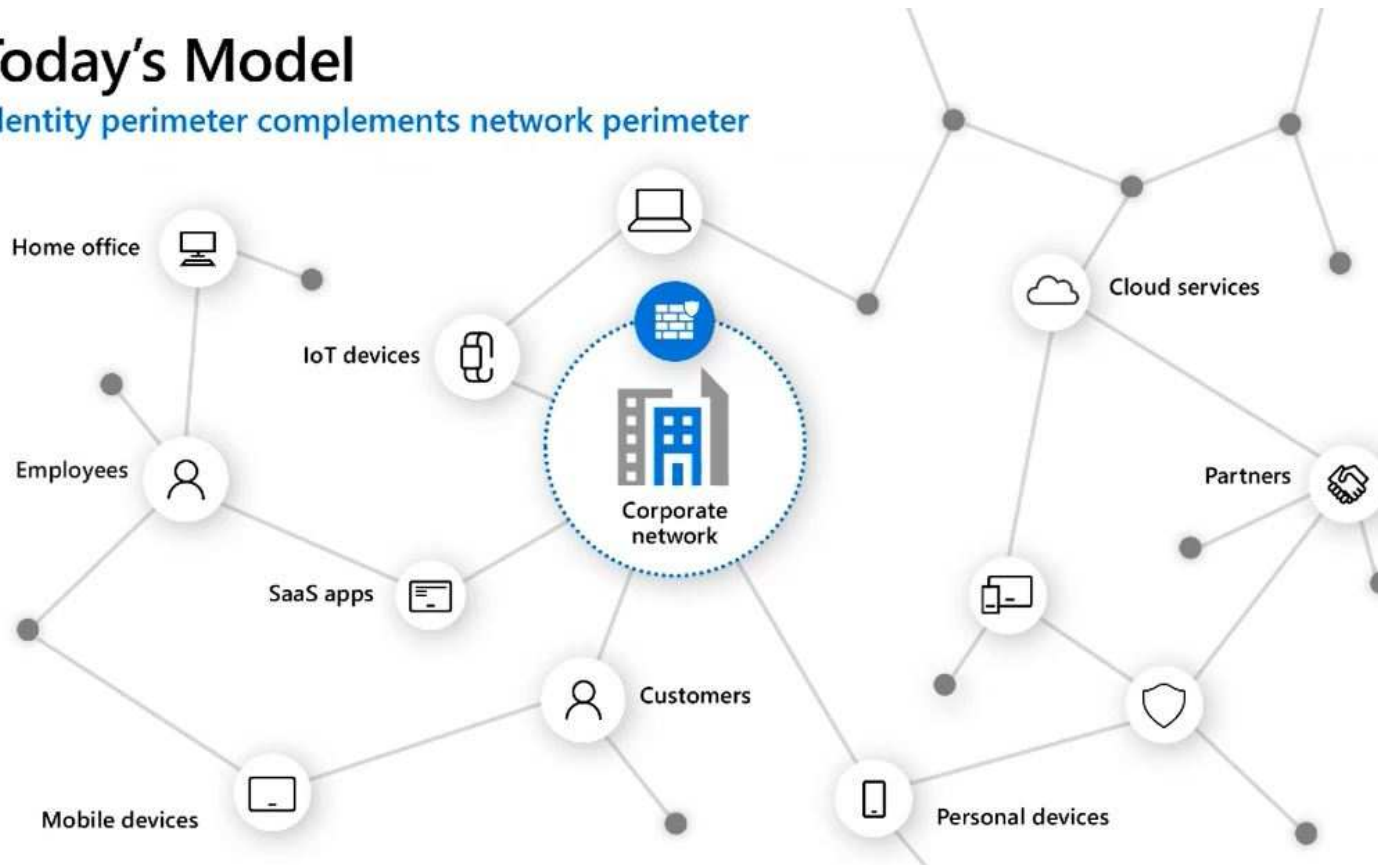 oday's Model
dentity perimeter complements network perimeter
Home office
IoT devices
Cloud services
Employees
Partners
Corporate
network
SaaS apps
Customers
Mobile devices
Personal devices